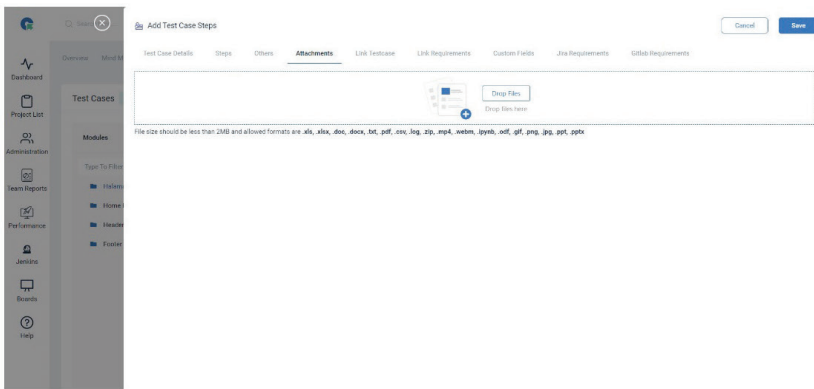 Add Test Case Steps
Cancel
Save
Test Case Details
Steps
Others
Attachments
Link Testcase
Link Requirements
Custom Fields
Jira Requirements
Gitlab Requirements
Drop Files
Drop files here
File size should be less than 2MB and allowed formats are .xls, .xlsx, .doc, .docx, .txt, .pdf, .csv, .log, .zip, .mp4, .webm, .ipynb, .odf, .gif, .png, .jpg, .ppt, .pptx
Dashboard
Project List
Administration
Team Reports
Performance
Jenkins
Boards
Help
Overview
Mind M
Test Cases
Modules
Type To Filter
Home
Header
Footer